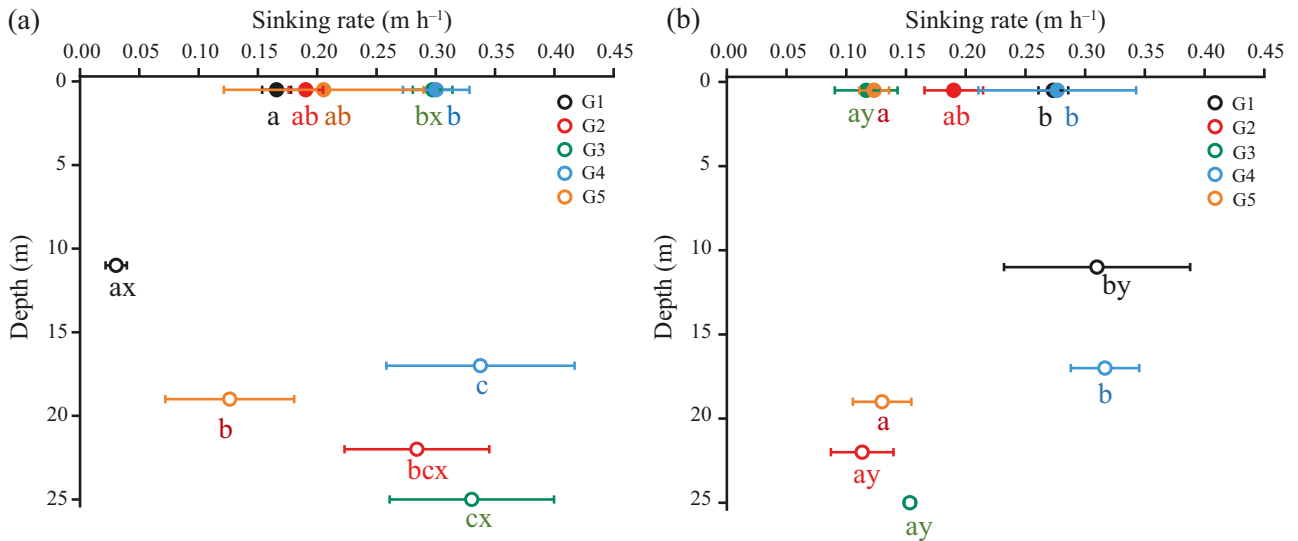 (a)
Sinking rate (m h⁻¹)
0.00 0.10 0.15 0.20 0.25 0.30 0.35 0.40 0.45
0
a ab ab bx b
G1
G2
G3
G4
G5
5
10
ax
15
c
b
20
bcx
25
cx
Depth (m)
(b)
Sinking rate (m h⁻¹)
0.00 0.10 0.15 0.20 0.25 0.30 0.35 0.40 0.45
0
ay a ab b b
G1
G2
G3
G4
G5
5
10
by
15
b
a
20
ay
25
ay
Depth (m)